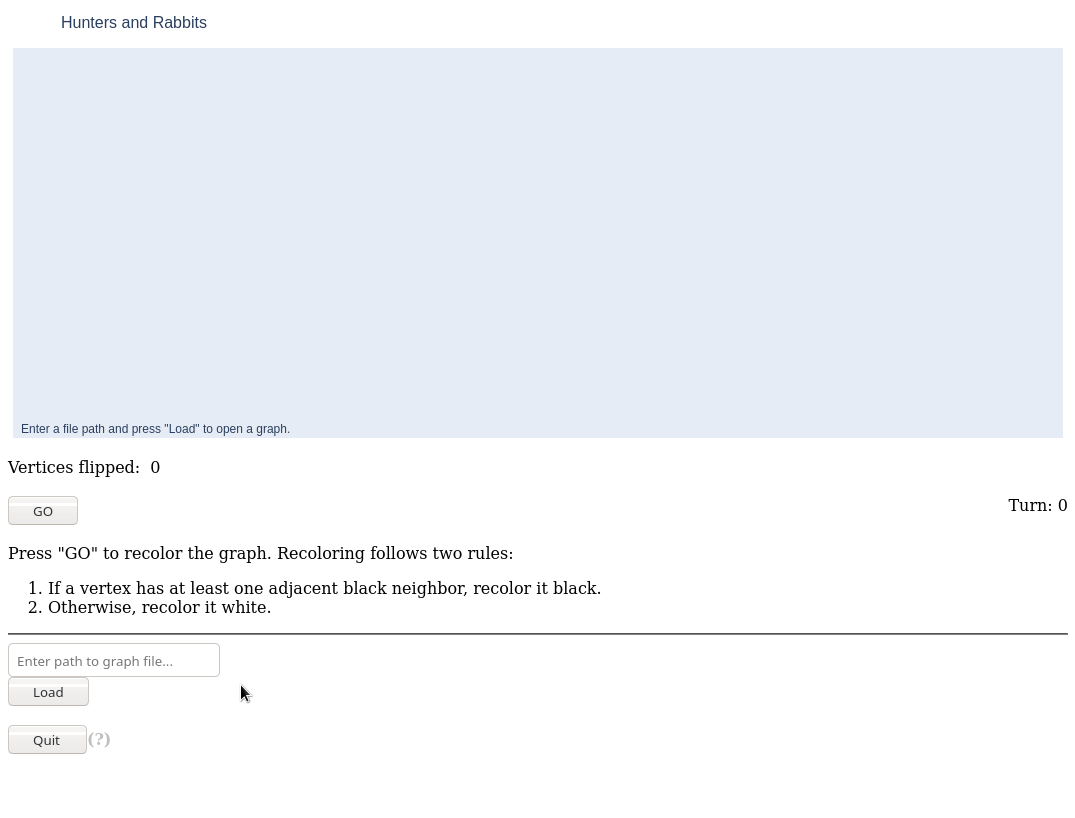 Hunters and Rabbits
Enter a file path and press "Load" to open a graph.
Vertices flipped: 0
GO
Turn: 0
Press "GO" to recolor the graph. Recoloring follows two rules:
1. If a vertex has at least one adjacent black neighbor, recolor it black.
2. Otherwise, recolor it white.
Enter path to graph file...
Load
Quit (?)